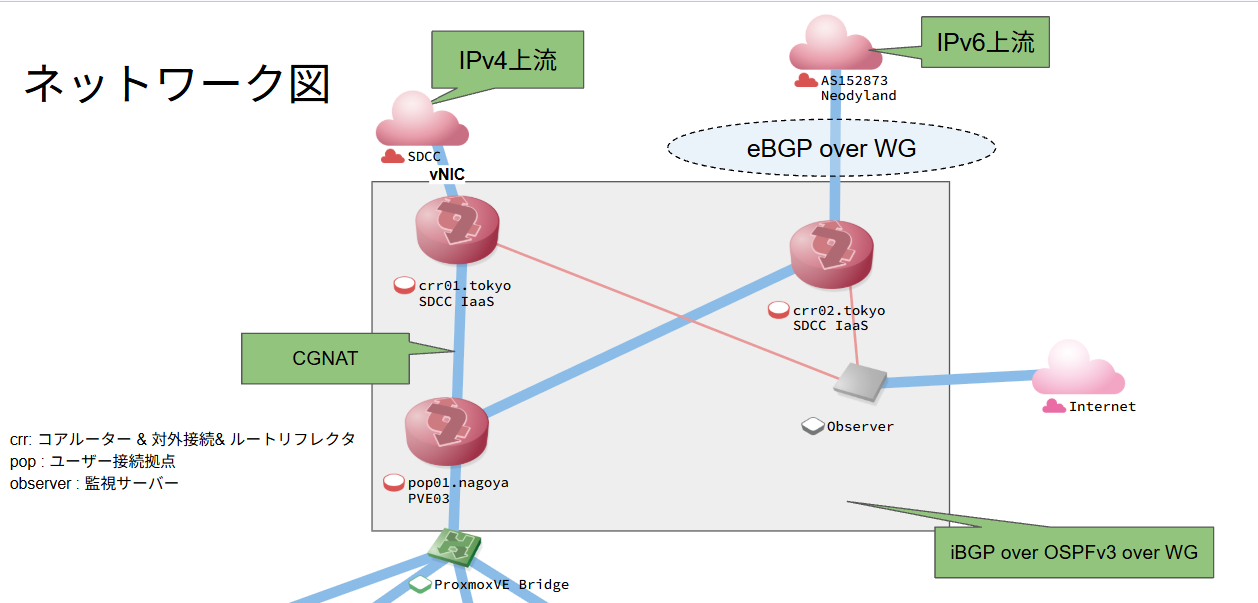 ネットワーク図
IPv4上流
IPv6上流
AS152873
Neodyland
SDCC
vNIC
eBGP over WG
crr01.tokyo
SDCC IaaS
crr02.tokyo
SDCC IaaS
CGNAT
Internet
Observer
crr: コアルーター & 対外接続& ルートリフレクタ
pop : ユーザー接続拠点
observer : 監視サーバー
pop01.nagoya
PVE03
iBGP over OSPFv3 over WG
ProxmoxVE Bridge